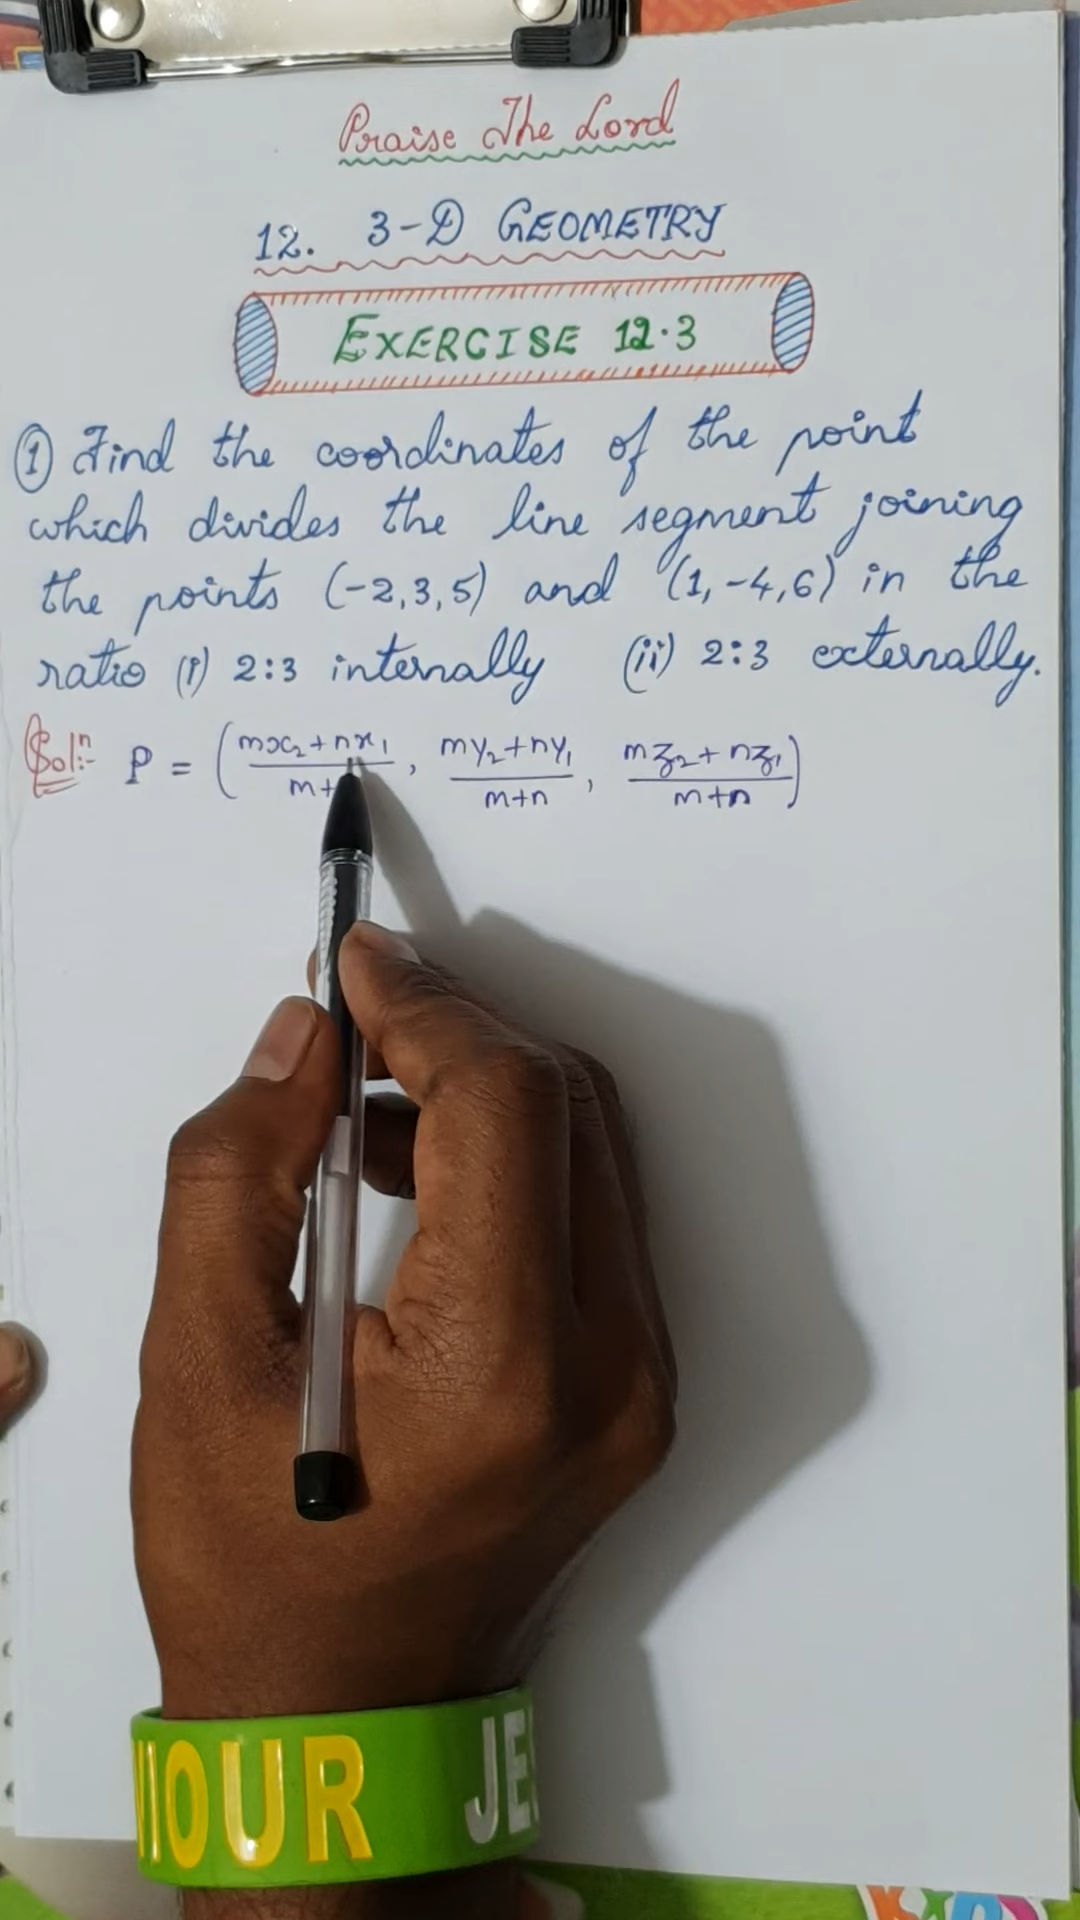 Praise The Lord
12. 3-D GEOMETRY
EXERCISE 12.3
① Find the coordinates of the point
which divides the line segment joining
the points (-2,3,5) and (1,-4,6) in the
ratio (i) 2:3 internally (ii) 2:3 externally.
Solⁿ:- P = ( mx₂+nx₁ / m+ , my₂+ny₁ / m+n , mz₂+nz₁ / m+n )
IOUR JE